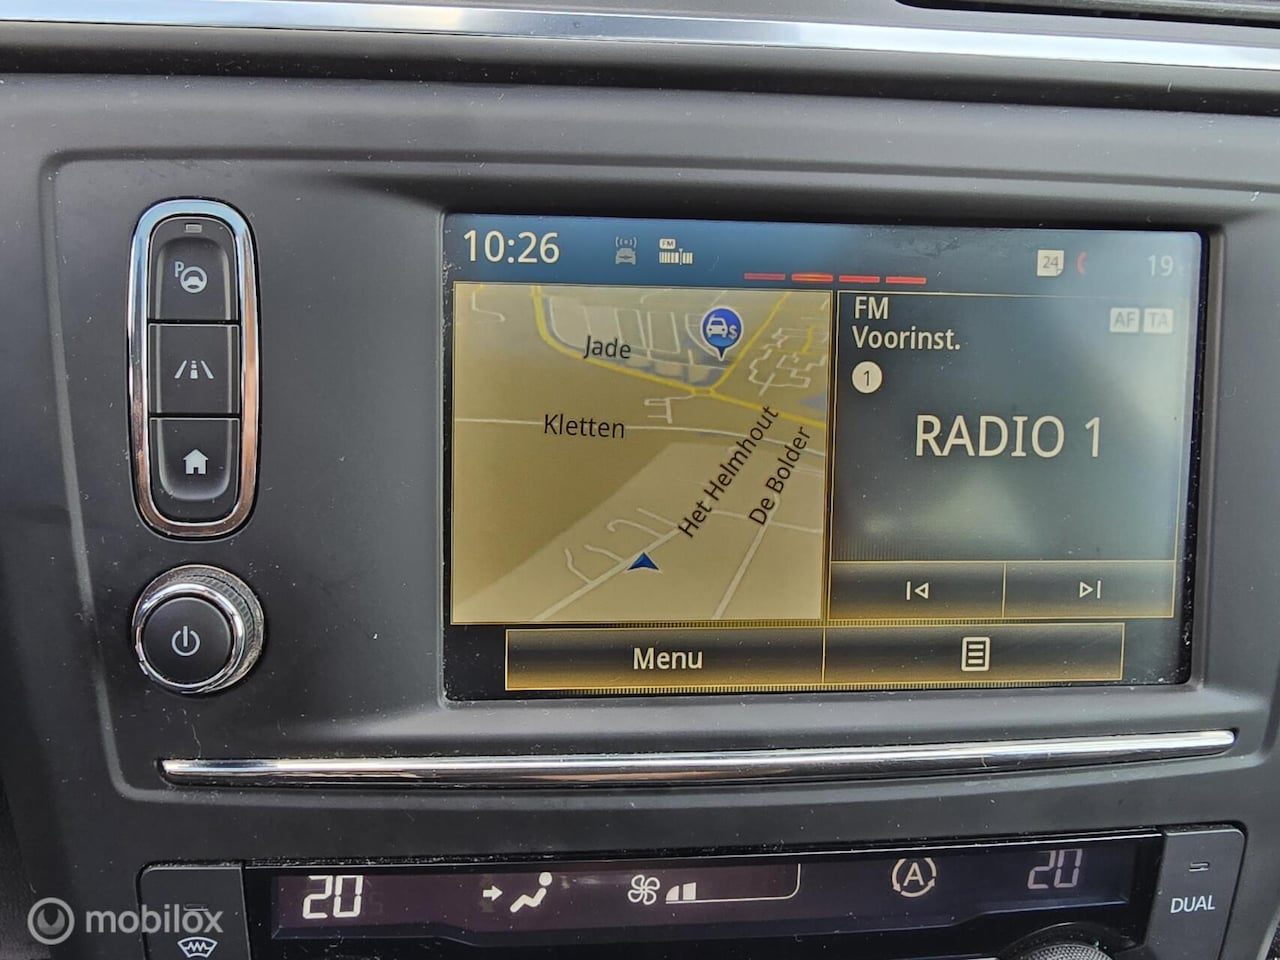 10:26
FM
24
19
P
Jade
$
Kletten
Het Helmhout
De Bolder
FM
Voorinst.
AF TA
1
RADIO 1
Menu
20
A
20
DUAL
mobilox